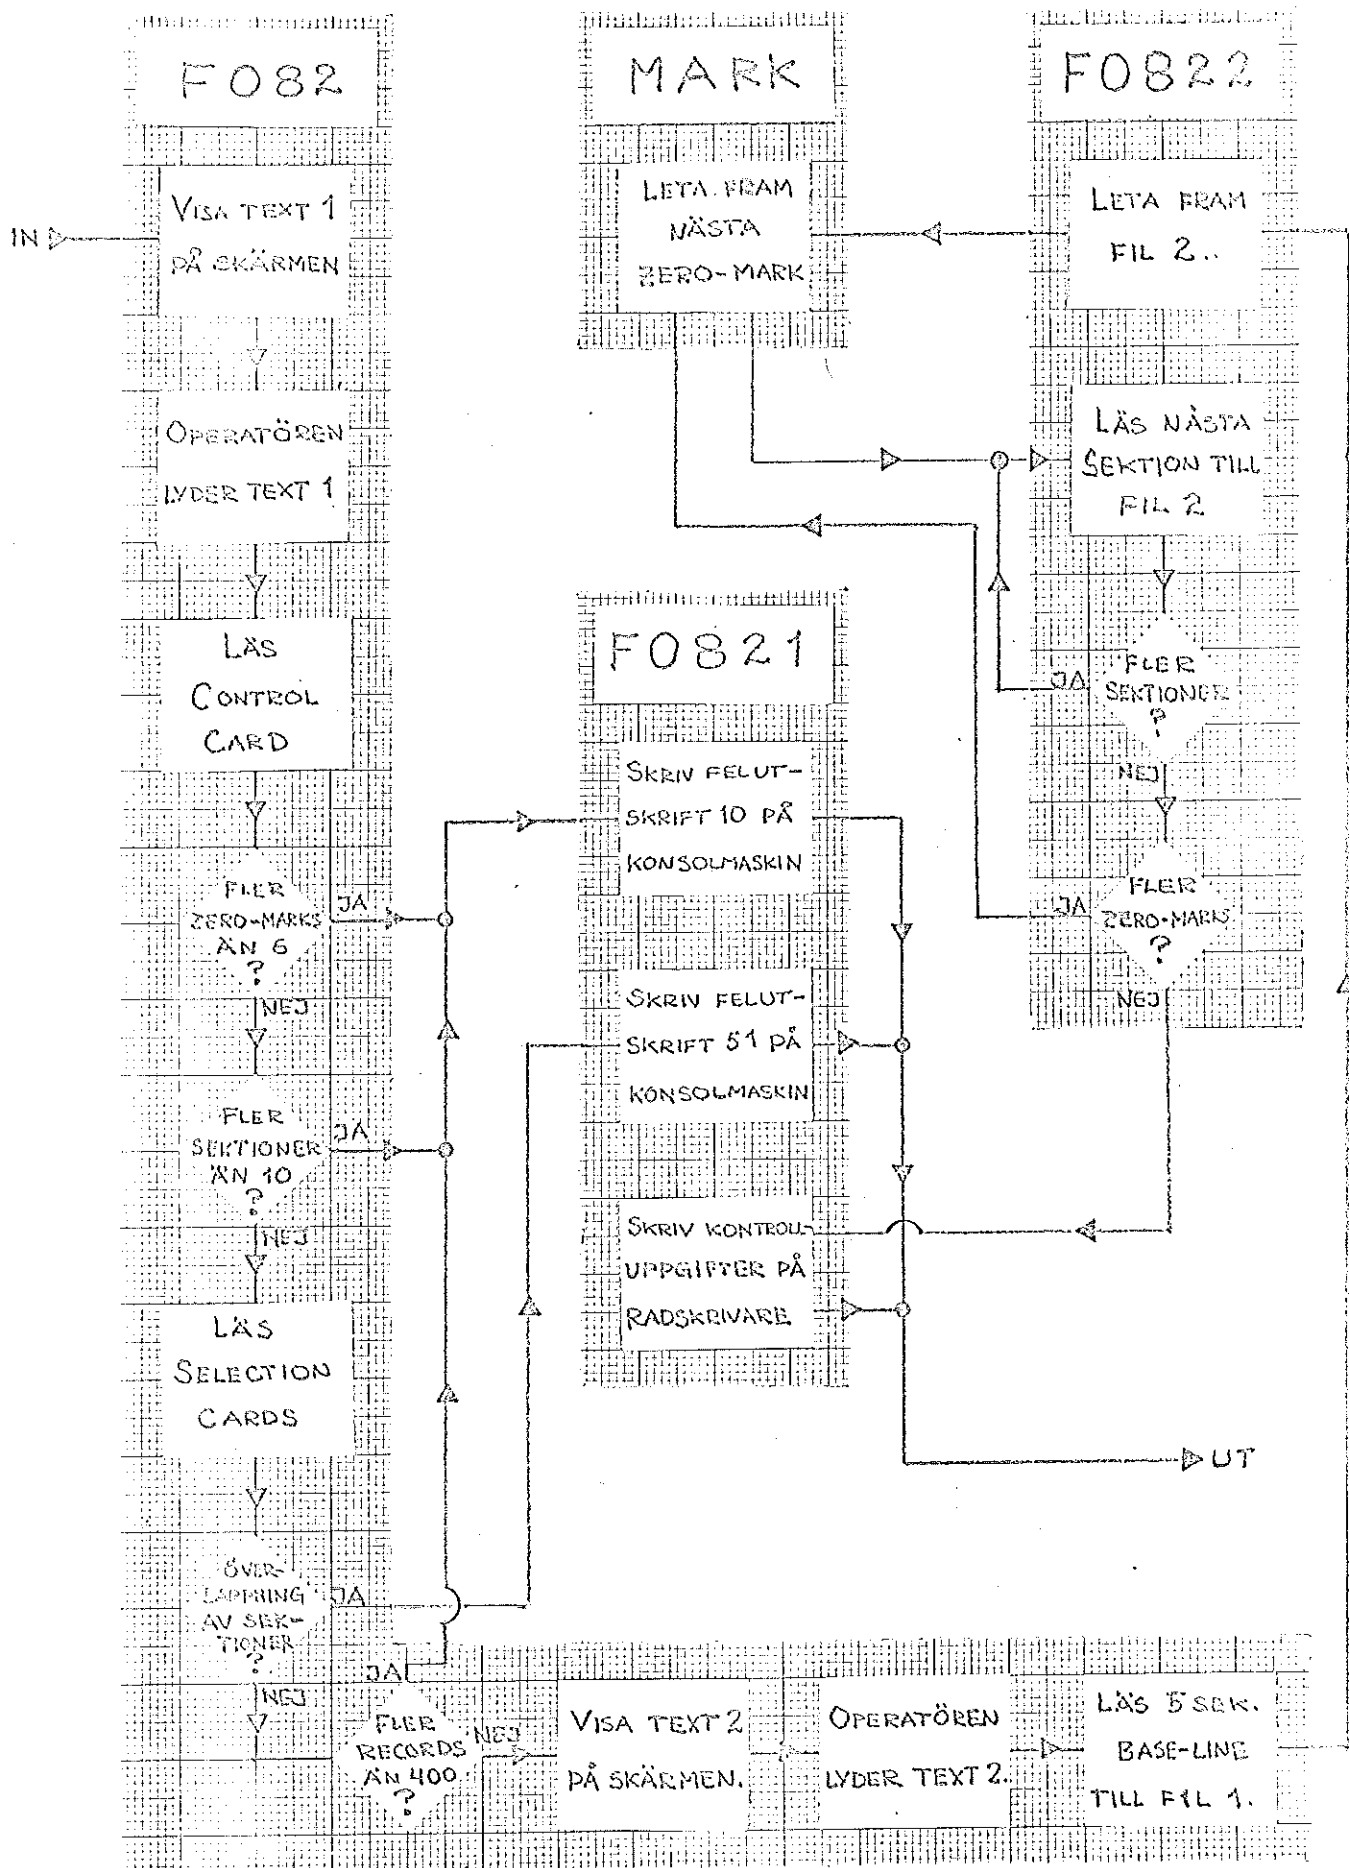 FO82
IN
VISA TEXT 1
PÅ SKÄRMEN
OPERATÖREN
LYDER TEXT 1
LÄS
CONTROL
CARD
FLER
ZERO-MARKS
ÄN 6
?
JA
NEJ
FLER
SEKTIONER
ÄN 10
?
JA
NEJ
LÄS
SELECTION
CARDS
ÖVER-
LAPPNING
AV SEK-
TIONER
?
JA
NEJ
FLER
RECORDS
ÄN 400
?
JA
NEJ
VISA TEXT 2
PÅ SKÄRMEN.
OPERATÖREN
LYDER TEXT 2.
LÄS 5 SEK.
BASE-LINE
TILL FIL 1.
MARK
LETA FRAM
NÄSTA
ZERO-MARK
FO821
SKRIV FELUT-
SKRIFT 10 PÅ
KONSOLMASKIN
SKRIV FELUT-
SKRIFT 51 PÅ
KONSOLMASKIN
SKRIV KONTROLL-
UPPGIFTER PÅ
RADSKRIVARE
UT
FO822
LETA FRAM
FIL 2..
LÄS NÄSTA
SEKTION TILL
FIL 2
FLER
SEKTIONER
?
JA
NEJ
FLER
ZERO-MARKS
?
JA
NEJ